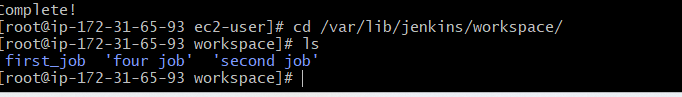 Complete!
[root@ip-172-31-65-93 ec2-user]# cd /var/lib/jenkins/workspace/
[root@ip-172-31-65-93 workspace]# ls
first_job  'four job'  'second job'
[root@ip-172-31-65-93 workspace]#